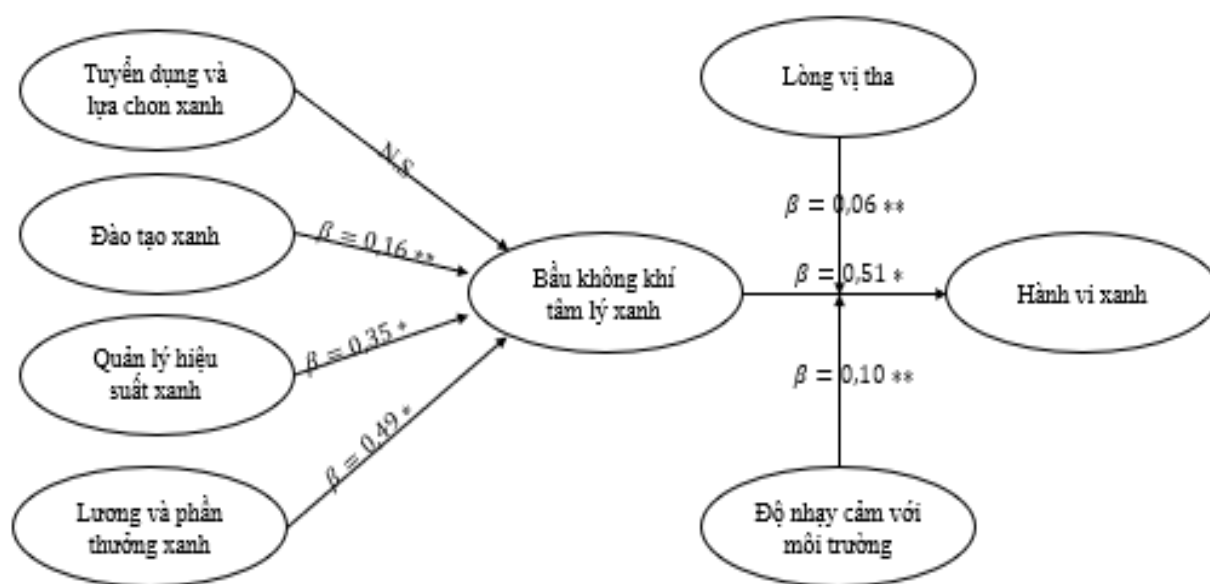 Tuyển dụng và
lựa chon xanh
N.S
Đào tạo xanh
β = 0,16 **
Quản lý hiệu
suất xanh
β = 0,35 *
Lương và phần
thưởng xanh
β = 0,49 *
Bầu không khí
tâm lý xanh
Lòng vị tha
β = 0,06 **
β = 0,51 *
Hành vi xanh
β = 0,10 **
Độ nhạy cảm với
môi trường